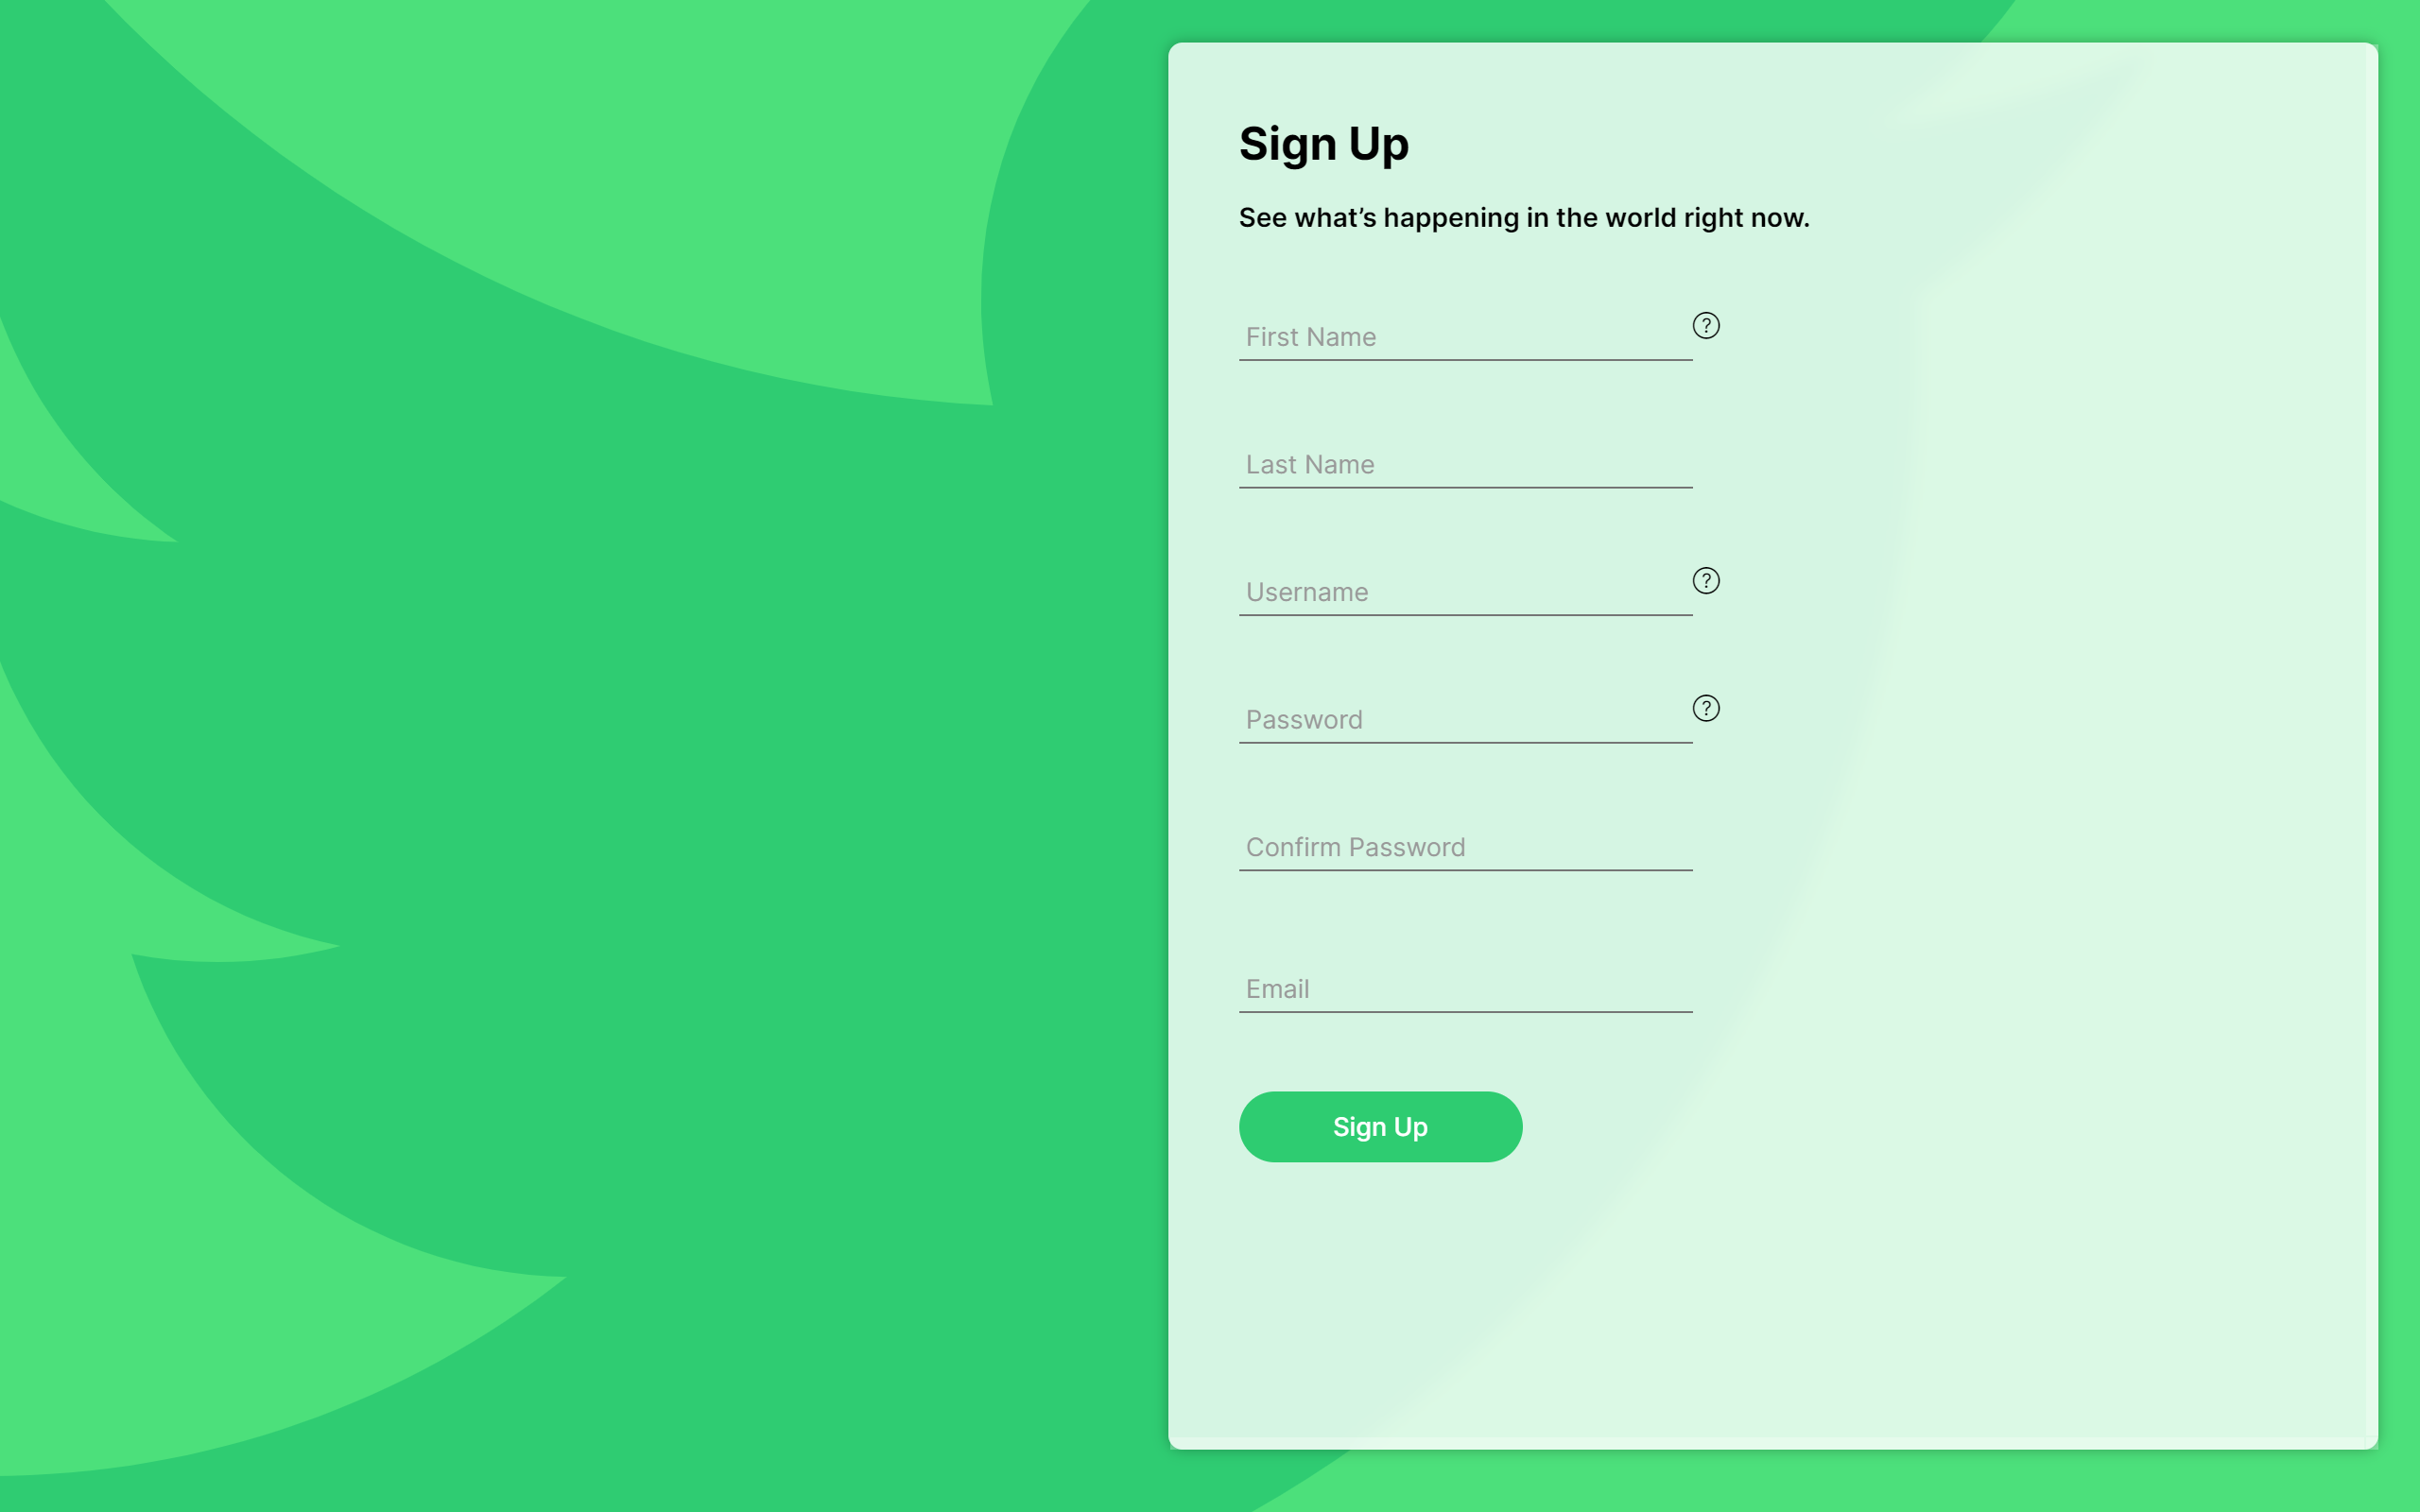 Sign Up
See what’s happening in the world right now.
First Name ?
Last Name
Username ?
Password ?
Confirm Password
Email
Sign Up